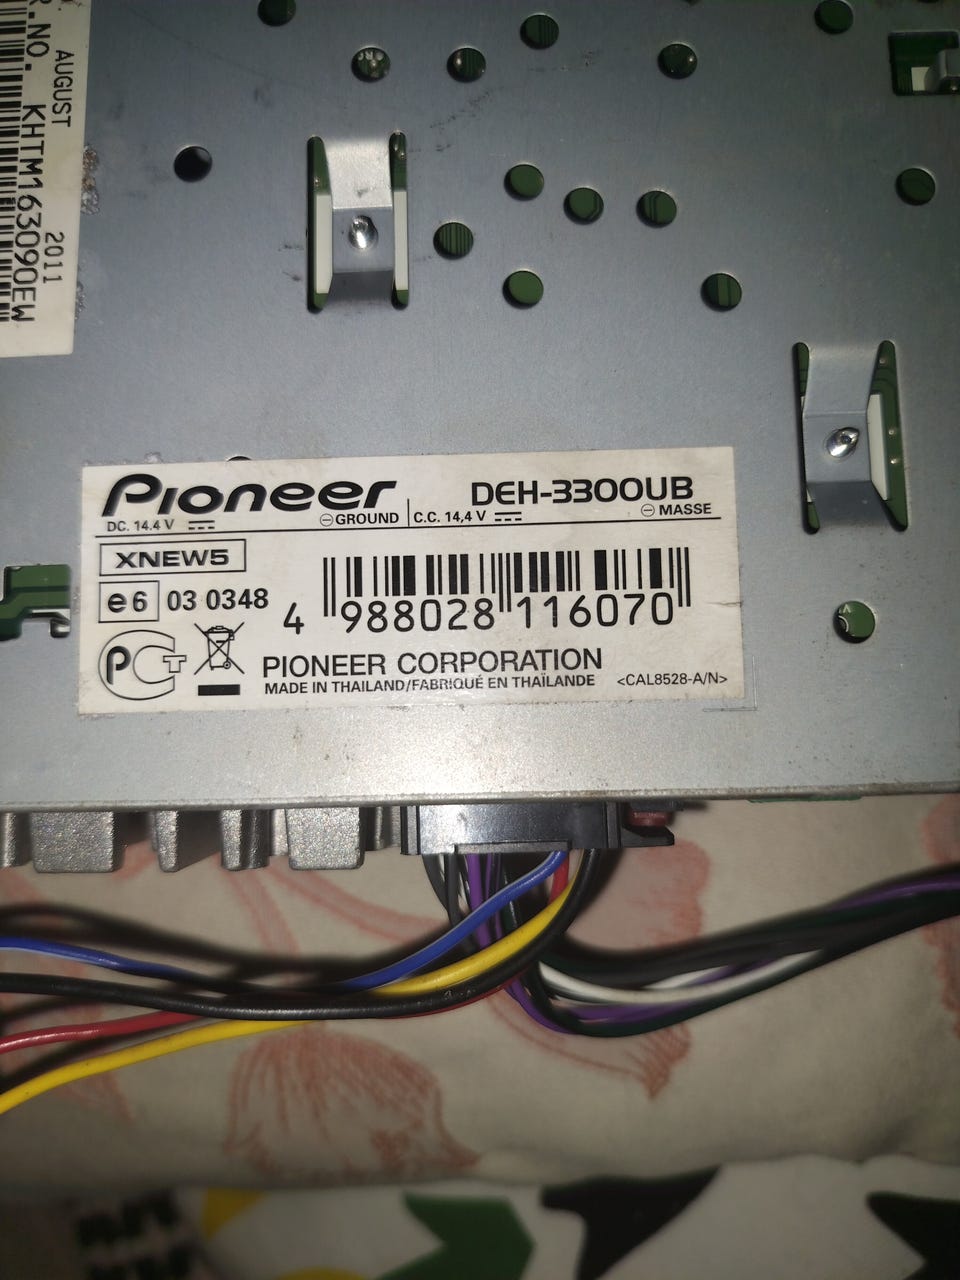 AUGUST 2011
R.NO. KHTM163090EW
Pioneer DEH-3300UB
DC. 14.4 V ⊖GROUND C.C. 14,4 V ⊖ MASSE
XNEW5
e6 03 0348
4 988028 116070
PCT
PIONEER CORPORATION
MADE IN THAILAND/FABRIQUÉ EN THAÏLANDE <CAL8528-A/N>